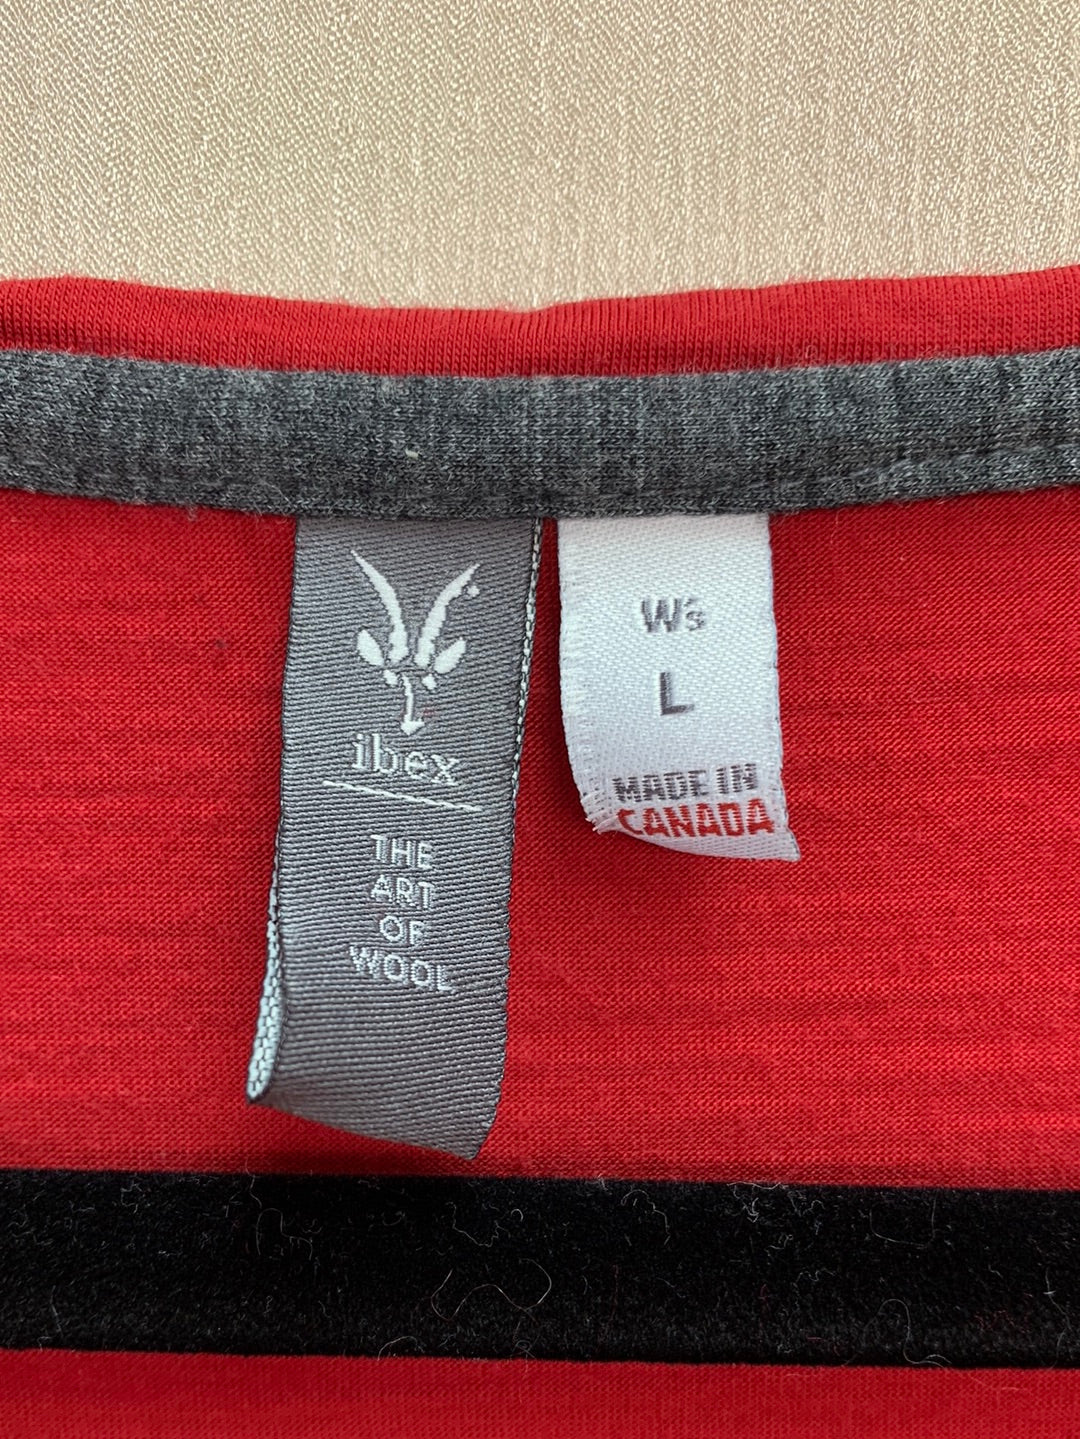 ibex
THE
ART
OF
WOOL
W's
L
MADE IN
CANADA